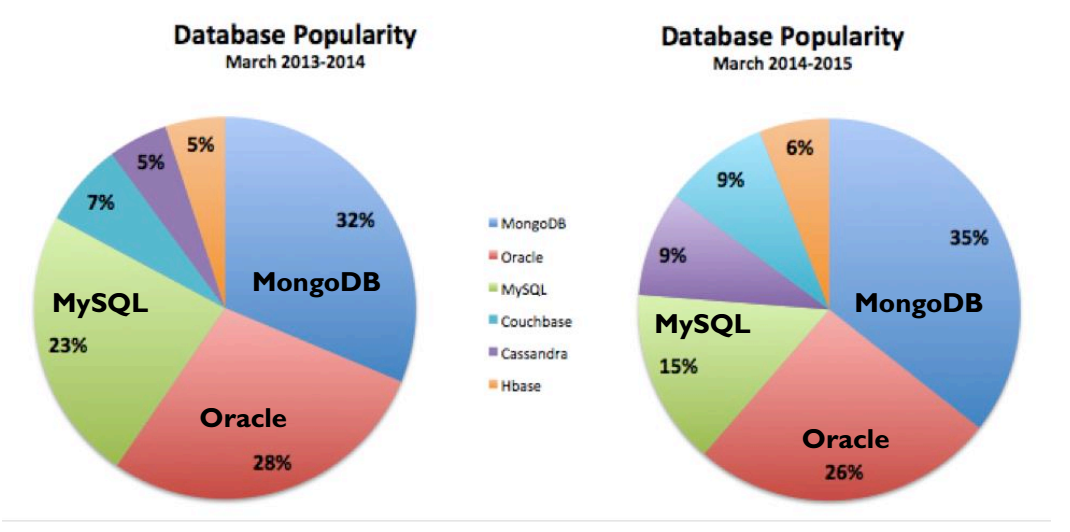 Database Popularity
March 2013-2014
5%
5%
7%
32%
MongoDB
MySQL
23%
Oracle
28%
MongoDB
Oracle
MySQL
Couchbase
Cassandra
Hbase
Database Popularity
March 2014-2015
6%
9%
35%
9%
MongoDB
MySQL
15%
Oracle
26%